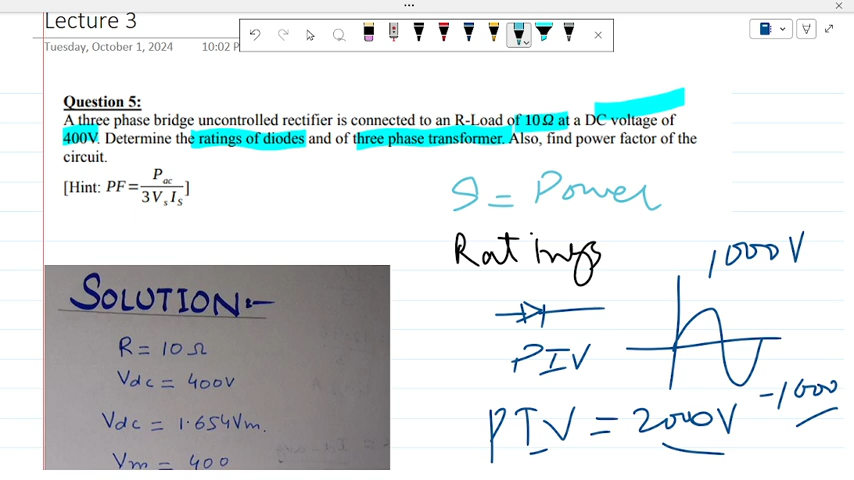 Lecture 3
Tuesday, October 1, 2024 10:02 P
Question 5:
A three phase bridge uncontrolled rectifier is connected to an R-Load of 10Ω at a DC voltage of
400V. Determine the ratings of diodes and of three phase transformer. Also, find power factor of the
circuit.
[Hint: PF = Pac / 3VsIs]
S = Power
Ratings
1000V
PIV
-1000
PIV = 2000V
SOLUTION:-
R = 10Ω
Vdc = 400V
Vdc = 1.654Vm.
Vm = 400